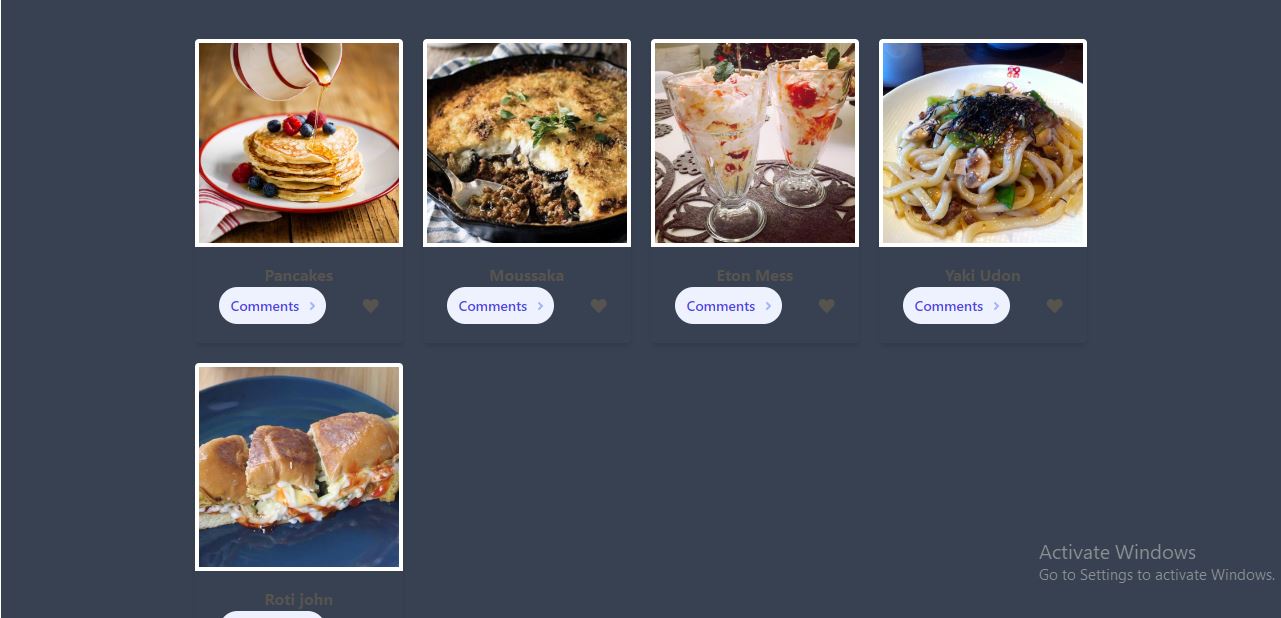 Pancakes
Moussaka
Eton Mess
Yaki Udon
Comments
Comments
Comments
Comments
Roti john
Activate Windows
Go to Settings to activate Windows.